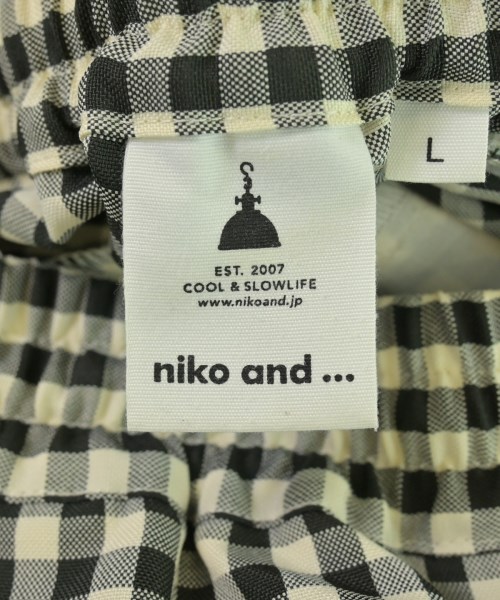 L
EST. 2007
COOL & SLOWLIFE
www.nikoand.jp
niko and ...